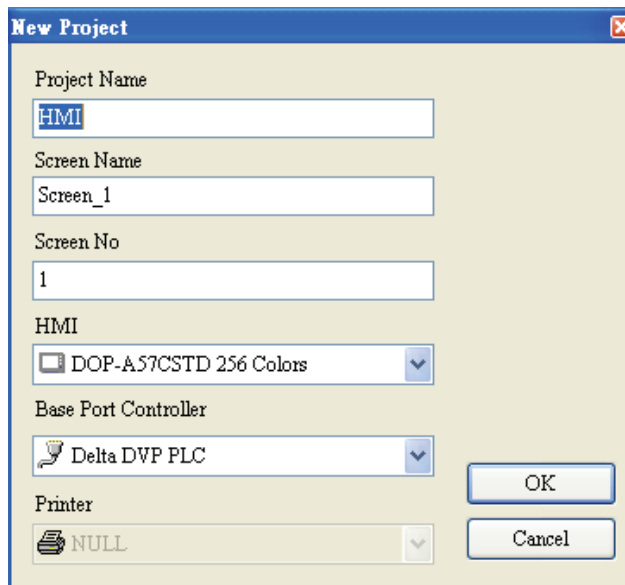 New Project
Project Name
HMI
Screen Name
Screen_1
Screen No
1
HMI
DOP-A57CSTD 256 Colors
Base Port Controller
Delta DVP PLC
Printer
NULL
OK
Cancel